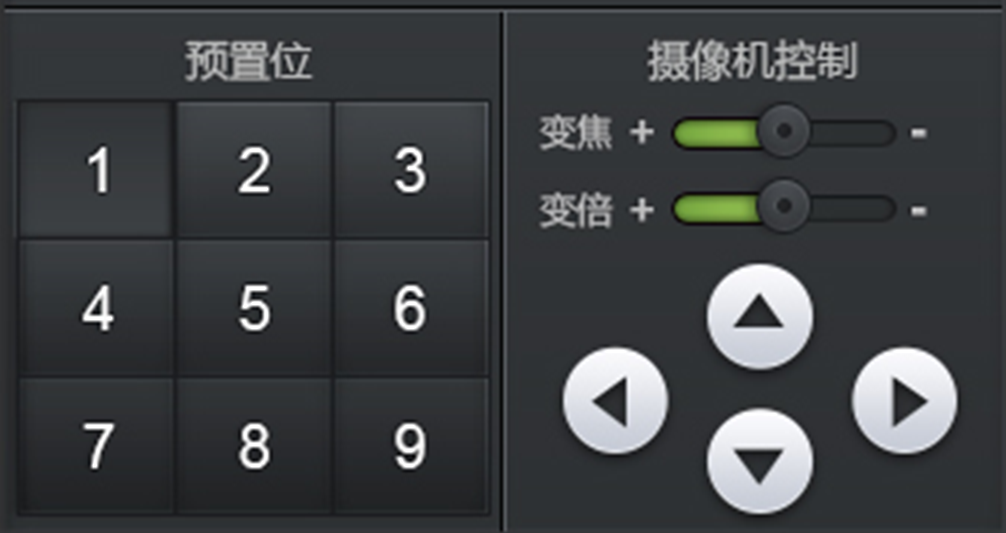 预置位
1 2 3
4 5 6
7 8 9
摄像机控制
变焦 + -
变倍 + -